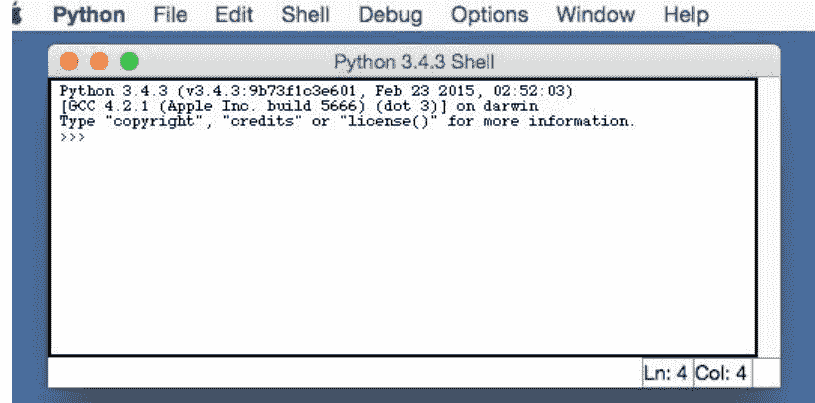 Python File Edit Shell Debug Options Window Help
Python 3.4.3 Shell
Python 3.4.3 (v3.4.3:9b73f1c3e601, Feb 23 2015, 02:52:03)
[GCC 4.2.1 (Apple Inc. build 5666) (dot 3)] on darwin
Type "copyright", "credits" or "license()" for more information.
>>>
Ln: 4 Col: 4